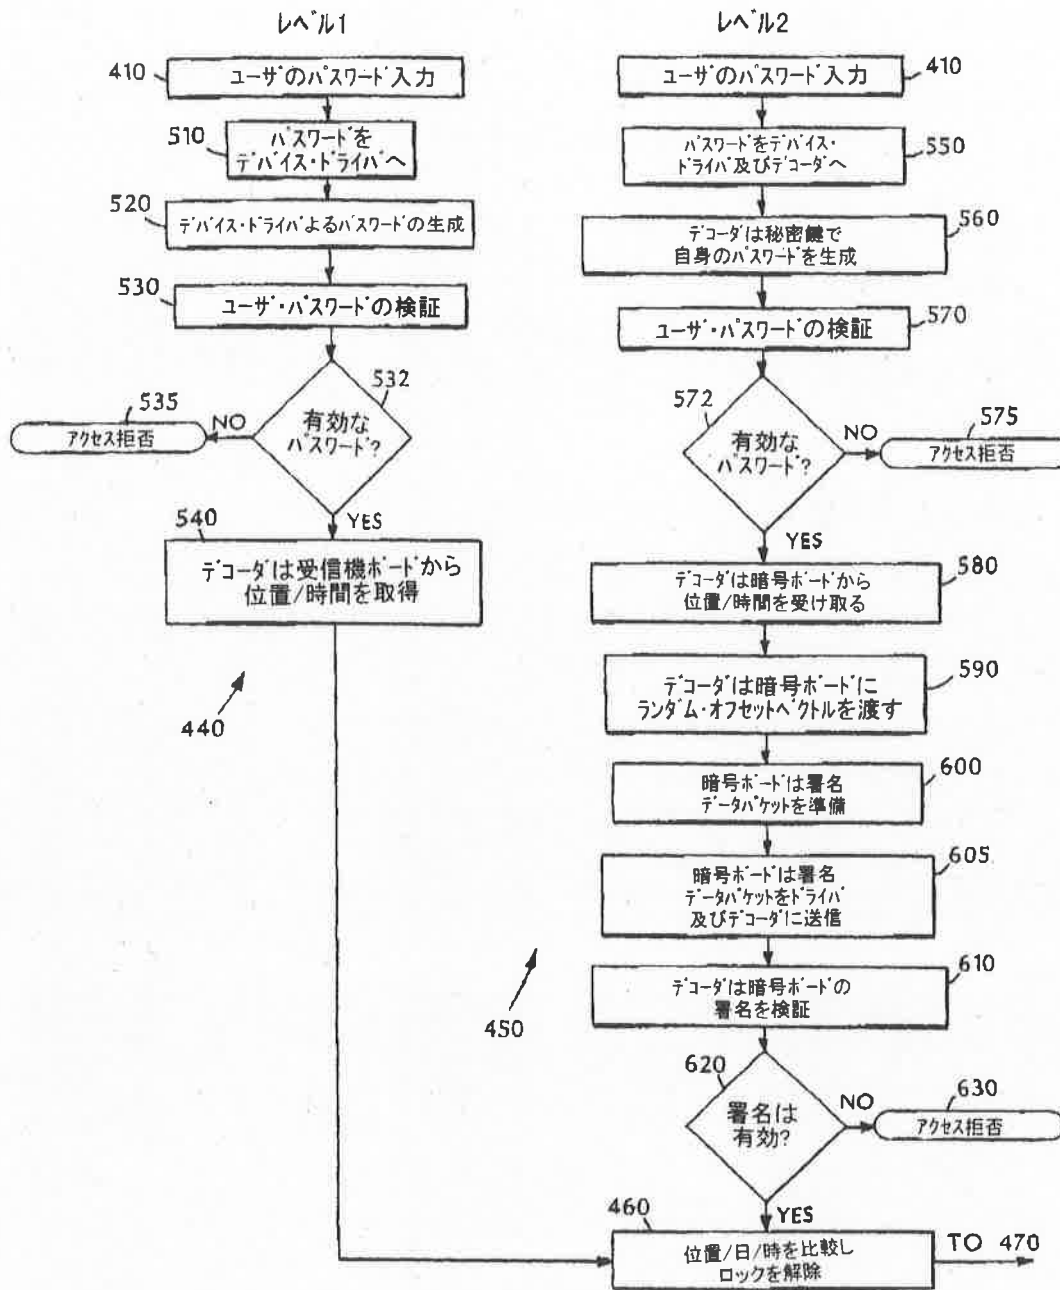 レベル1
410
ユーザのパスワード入力
510
パスワードを
デバイス・ドライバへ
520
デバイス・ドライバよるパスワードの生成
530
ユーザ・パスワードの検証
532
有効な
パスワード?
NO
535
アクセス拒否
YES
540
デコーダは受信機ボードから
位置/時間を取得
440
レベル2
410
ユーザのパスワード入力
550
パスワードをデバイス・
ドライバ及びデコーダへ
560
デコーダは秘密鍵で
自身のパスワードを生成
570
ユーザ・パスワードの検証
572
有効な
パスワード?
NO
575
アクセス拒否
YES
580
デコーダは暗号ボードから
位置/時間を受け取る
590
デコーダは暗号ボードに
ランダム・オフセットベクトルを渡す
600
暗号ボードは署名
データパケットを準備
605
暗号ボードは署名
データパケットをドライバ
及びデコーダに送信
610
デコーダは暗号ボードの
署名を検証
450
620
署名は
有効?
NO
630
アクセス拒否
YES
460
位置/日/時を比較し
ロックを解除
TO 470